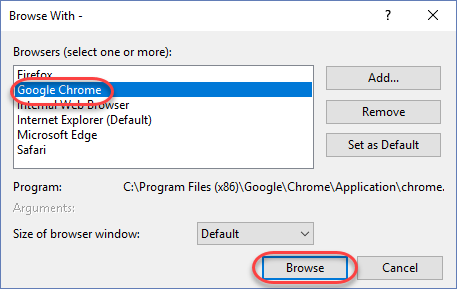 Browse With -
Browsers (select one or more):
Firefox
Google Chrome
Internal Web Browser
Internet Explorer (Default)
Microsoft Edge
Safari
Add...
Remove
Set as Default
Program: C:\Program Files (x86)\Google\Chrome\Application\chrome.
Arguments:
Size of browser window: Default
Browse
Cancel